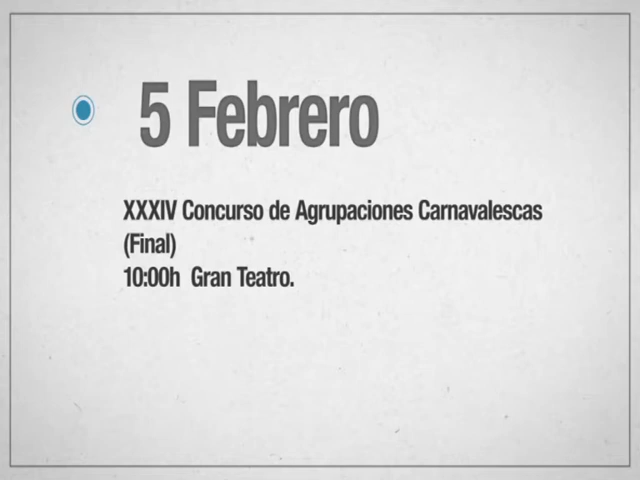 5 Febrero
XXXIV Concurso de Agrupaciones Carnavalescas
(Final)
10:00h Gran Teatro.